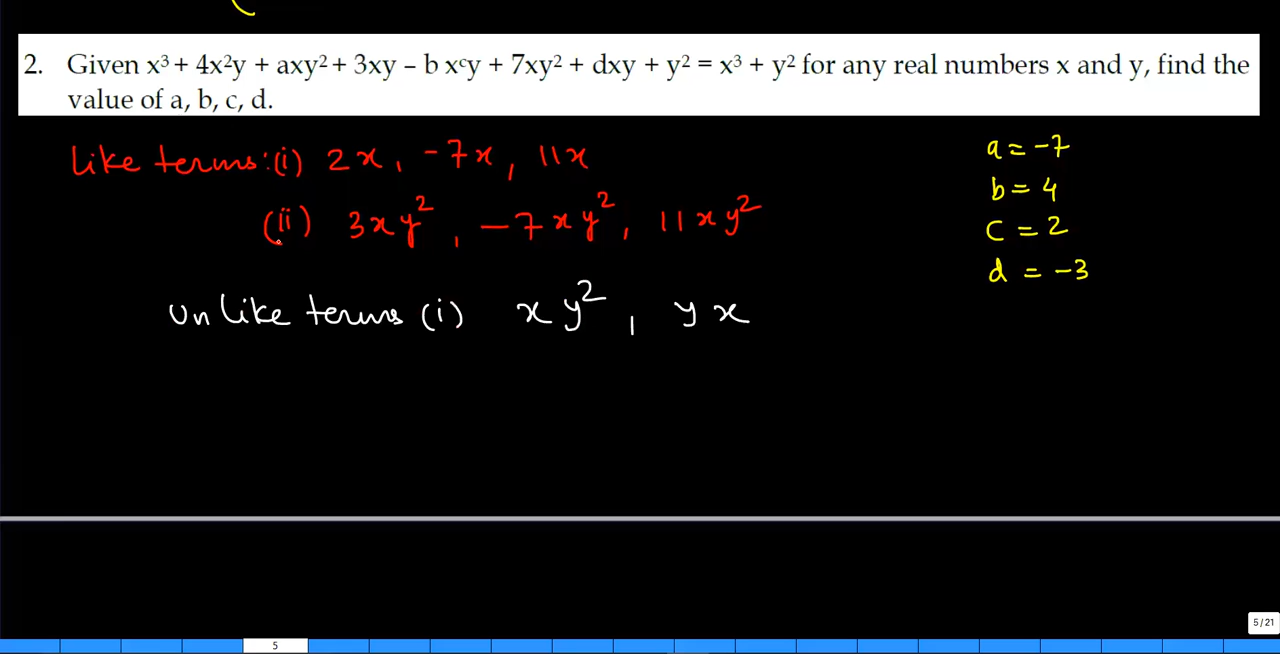 2. Given x³ + 4x²y + axy² + 3xy – b xᶜy + 7xy² + dxy + y² = x³ + y² for any real numbers x and y, find the
value of a, b, c, d.
like terms: (i) 2x, -7x, 11x
(ii) 3xy², -7xy², 11xy²
Unlike terms (i) xy², yx
a = -7
b = 4
c = 2
d = -3
5/21
5